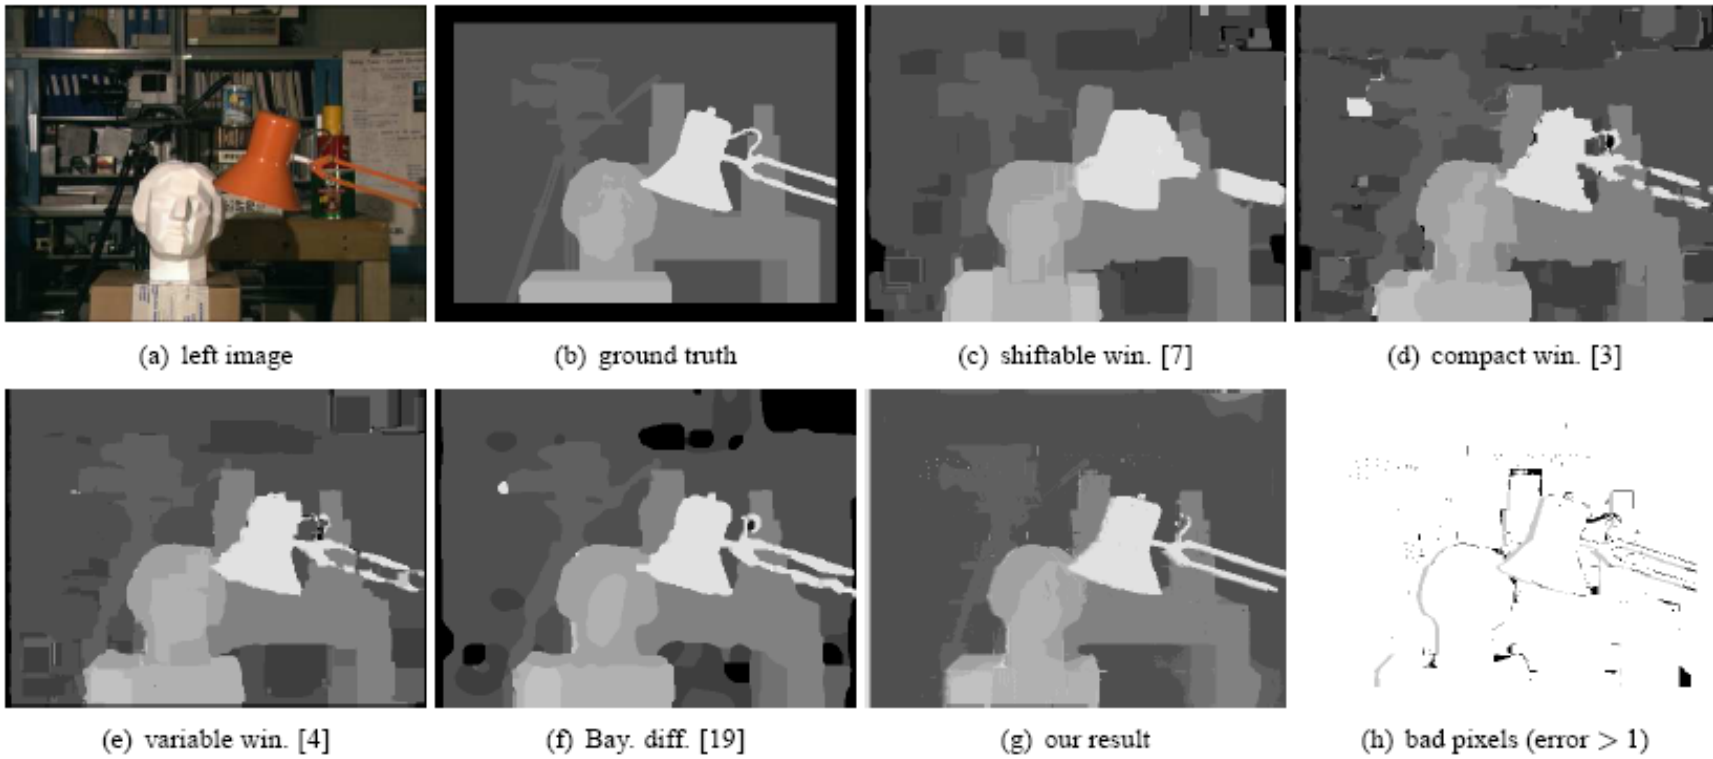 (a) left image
(b) ground truth
(c) shiftable win. [7]
(d) compact win. [3]
(e) variable win. [4]
(f) Bay. diff. [19]
(g) our result
(h) bad pixels (error > 1)